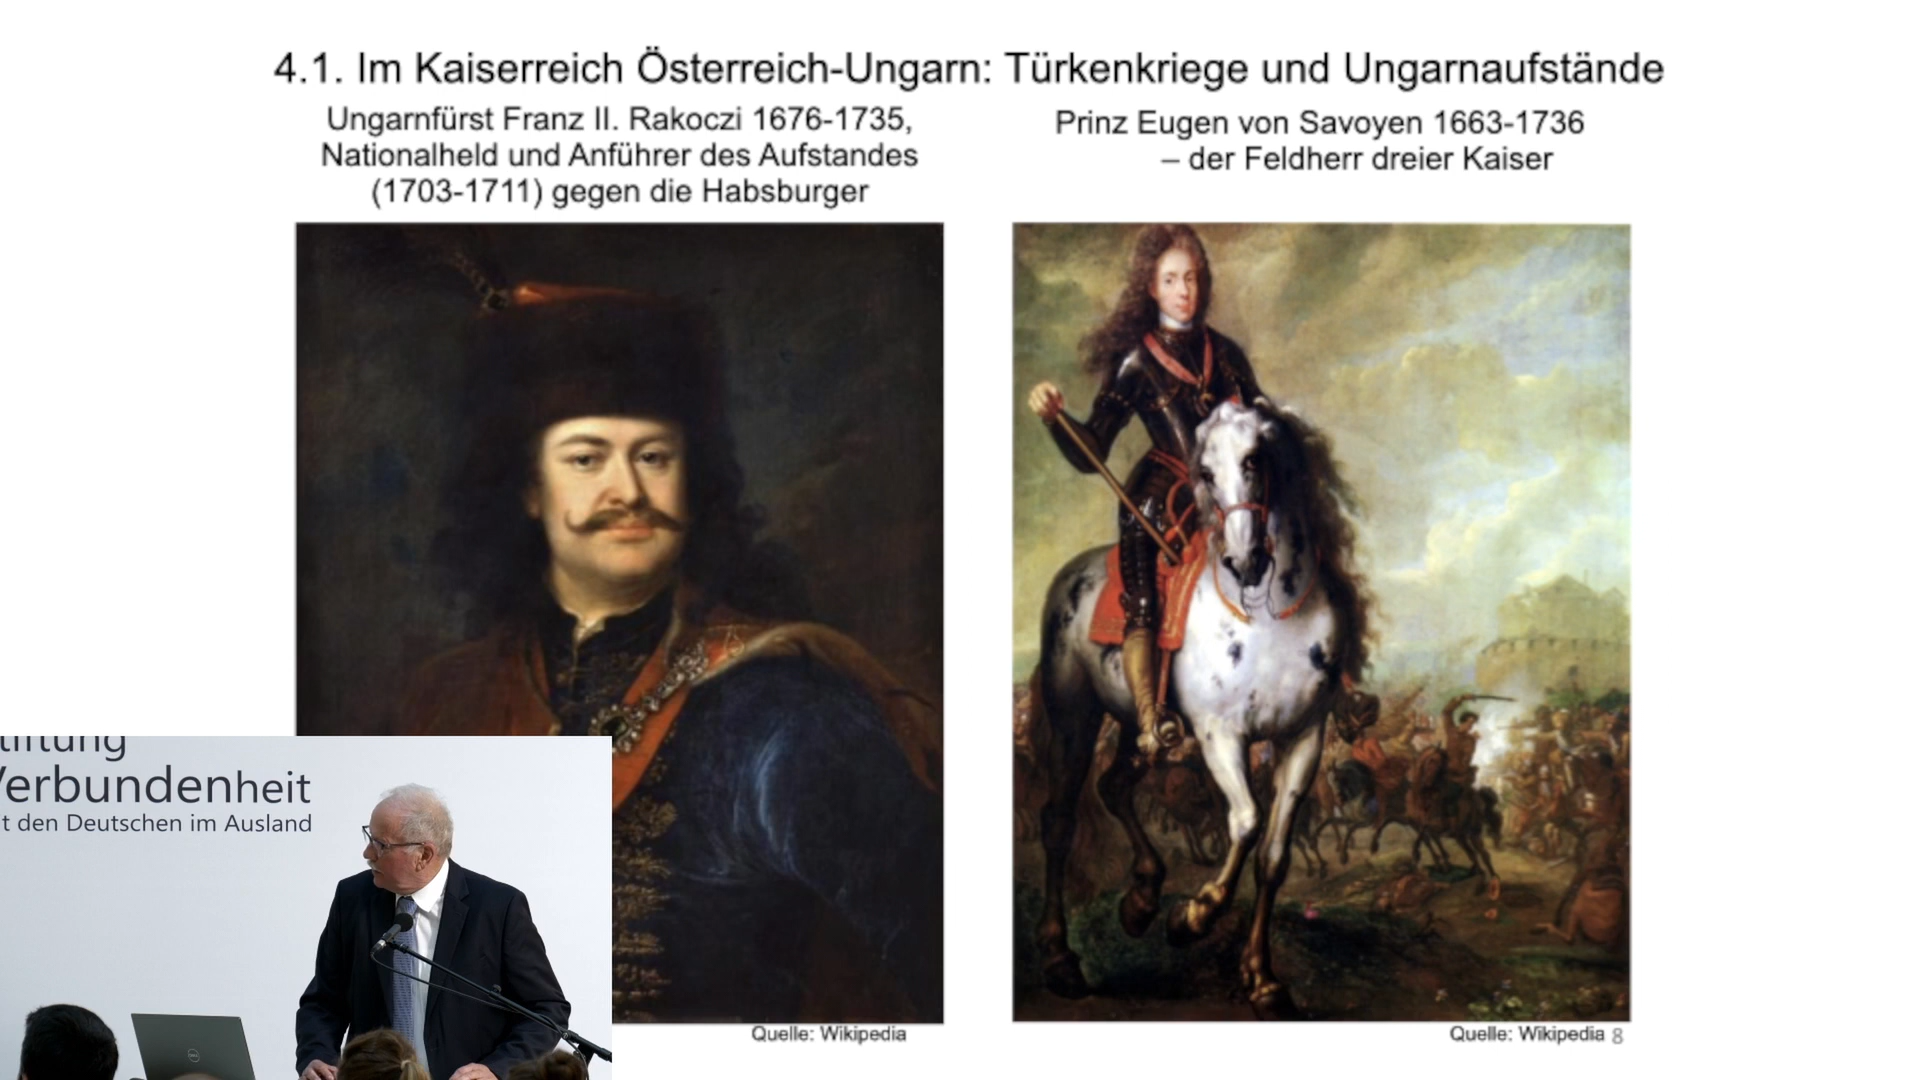 4.1. Im Kaiserreich Österreich-Ungarn: Türkenkriege und Ungarnaufstände
Ungarnfürst Franz II. Rakoczi 1676-1735,
Nationalheld und Anführer des Aufstandes
(1703-1711) gegen die Habsburger
Prinz Eugen von Savoyen 1663-1736
– der Feldherr dreier Kaiser
Quelle: Wikipedia
Quelle: Wikipedia 8
tiftung
Verbundenheit
t den Deutschen im Ausland
DELL